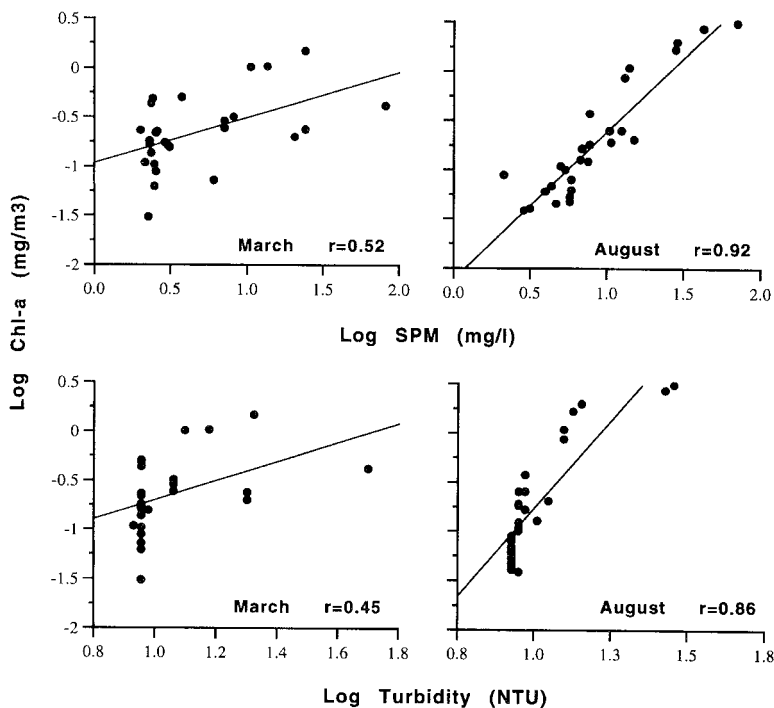 0.5
0
-0.5
-1
-1.5
-2
March r=0.52
0.0 0.5 1.0 1.5 2.0
August r=0.92
0.0 0.5 1.0 1.5 2.0
Log SPM (mg/l)
Log Chl-a (mg/m3)
0.5
0
-0.5
-1
-1.5
-2
March r=0.45
0.8 1.0 1.2 1.4 1.6 1.8
August r=0.86
0.8 1.0 1.5 1.8
Log Turbidity (NTU)